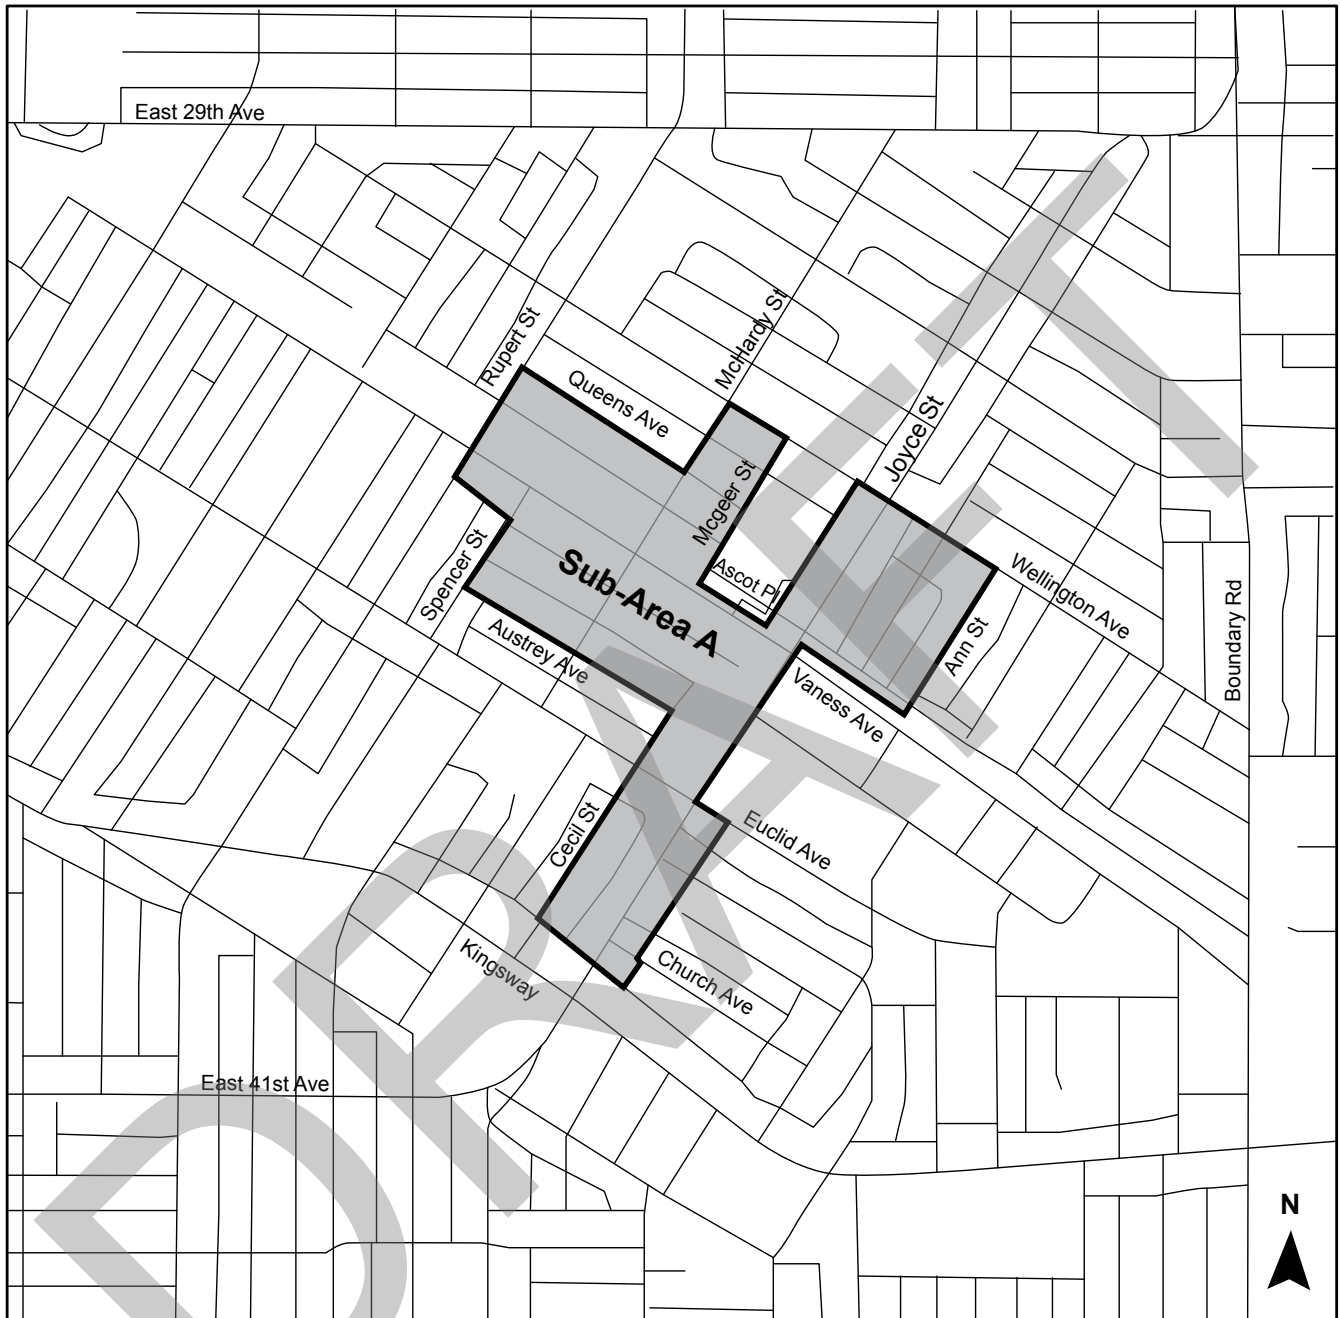 East 29th Ave
Rupert St
McHardy St
Queens Ave
Joyce St
Mcgeer St
Ascot Pl
Wellington Ave
Spencer St
Sub-Area A
Boundary Rd
Ann St
Austrey Ave
Vaness Ave
Cecil St
Euclid Ave
Kingsway
Church Ave
East 41st Ave
N
DRAFT